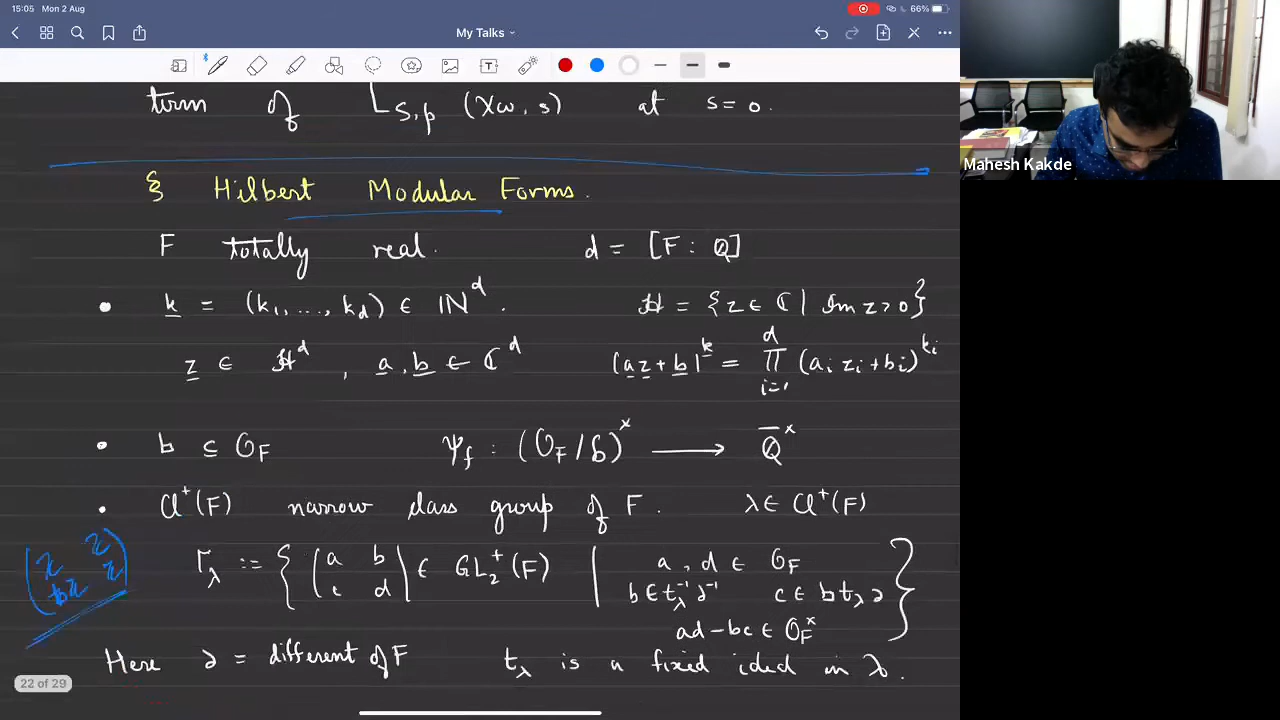 15:05 Mon 2 Aug
66%
My Talks
term of L_{S,p} (χω, s) at s = 0.
Mahesh Kakde
§ Hilbert Modular Forms.
F totally real. d = [F : ℚ]
• k = (k₁, ..., k_d) ∈ ℕ^d. ℋ = {z ∈ ℂ | Im z > 0}
z ∈ ℋ^d, a, b ∈ ℂ^d (az + b)^k = ∏_{i=1}^d (a_i z_i + b_i)^{k_i}
• b ⊆ O_F ψ_f : (O_F/b)^× ⟶ ℚ̄^×
• Cl⁺(F) narrow class group of F. λ ∈ Cl⁺(F)
Γ_λ := { (a b c d) ∈ GL₂⁺(F) | a, d ∈ O_F
b ∈ t_λ^{-1} ∂^{-1} c ∈ b t_λ ∂
ad - bc ∈ O_F^× }
(ℤ ℤ bℤ ℤ)
Here ∂ = different of F t_λ is a fixed ideal in λ.
22 of 29